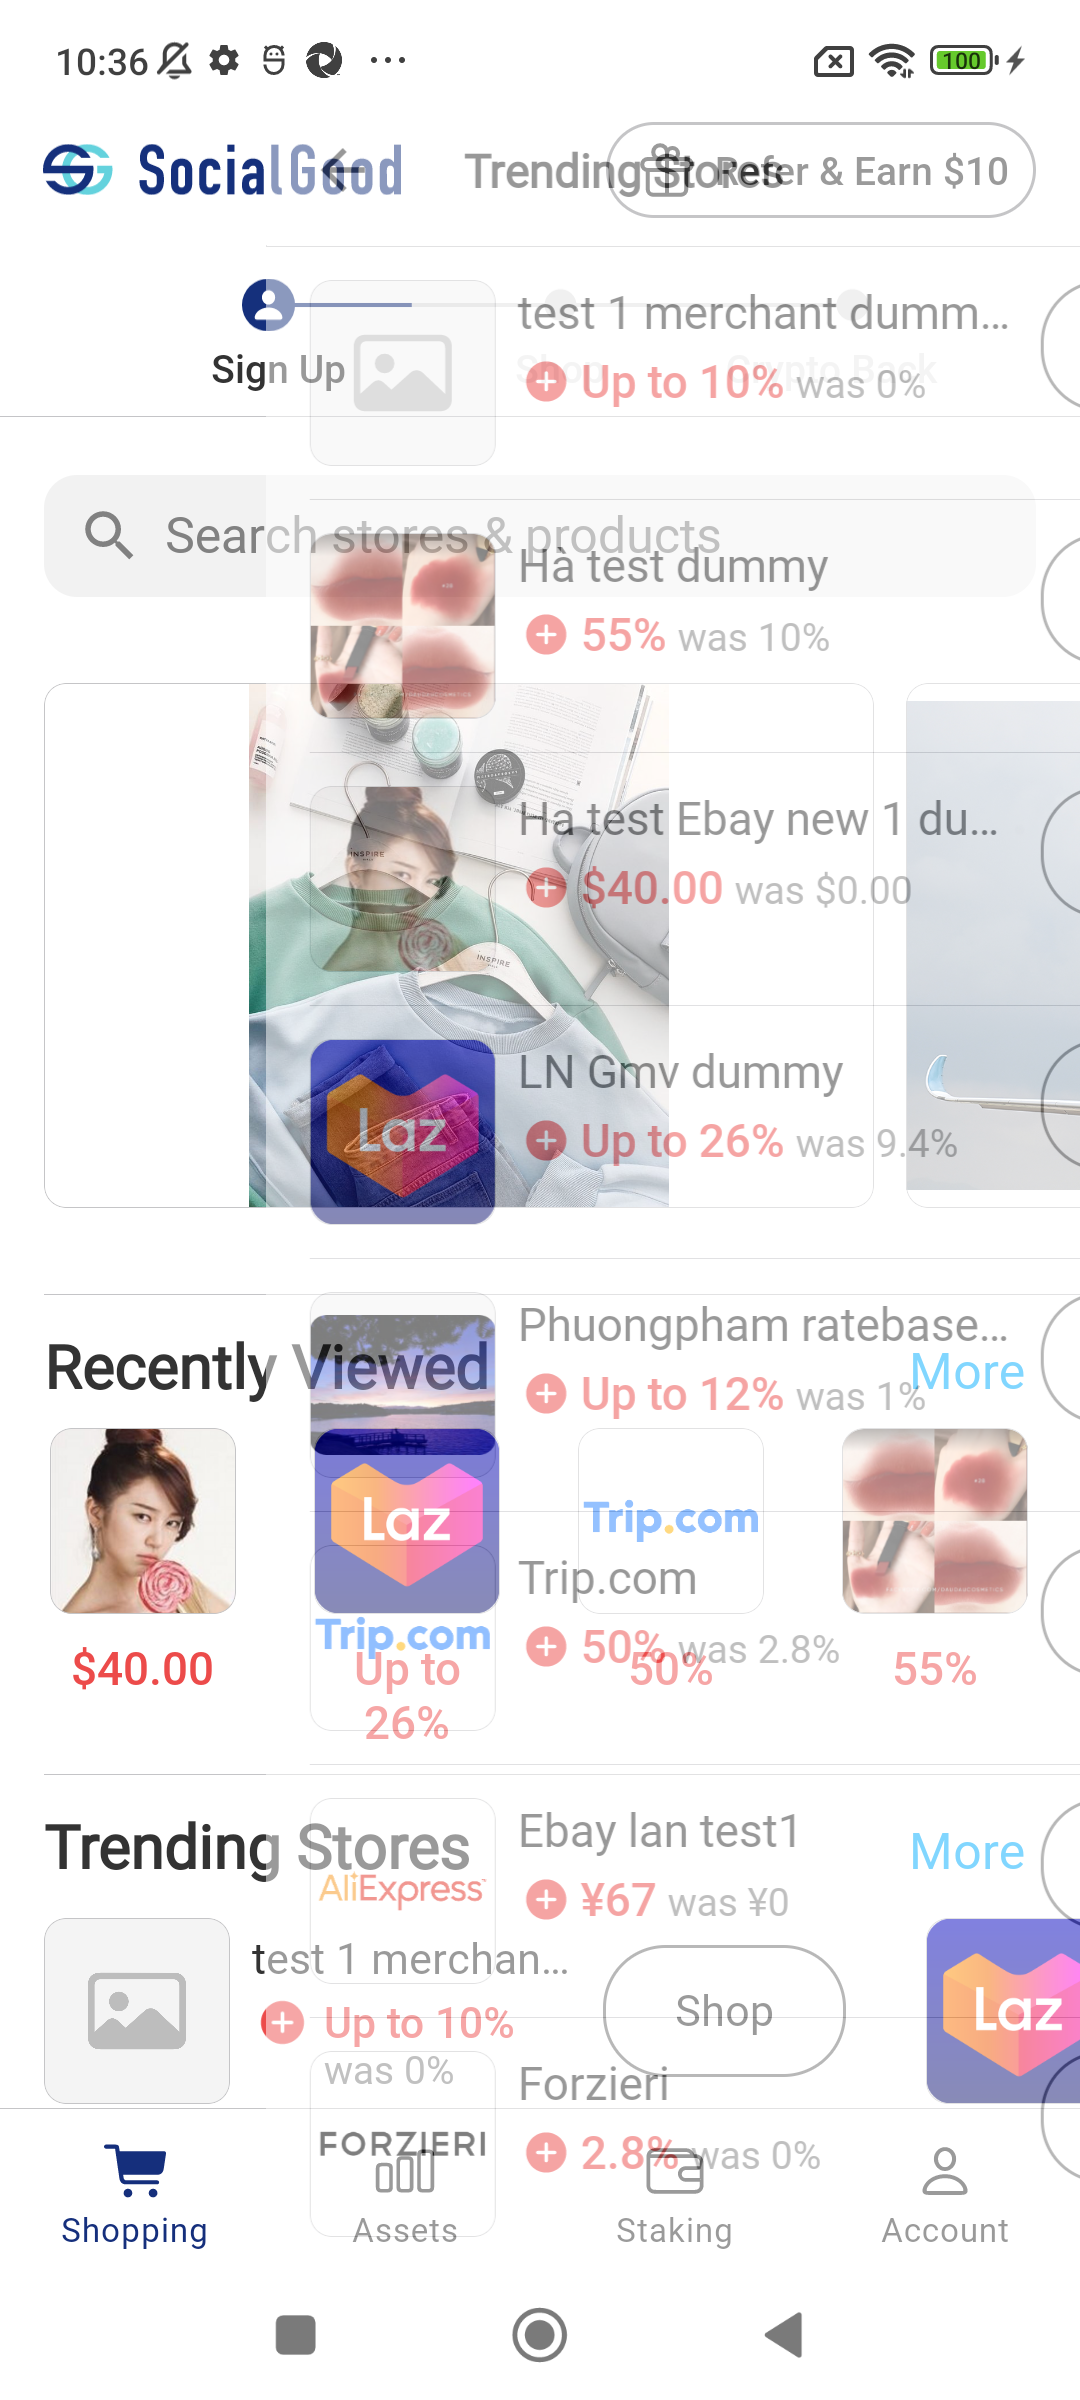 10:36
100
SocialGood
Trending Stores
Refer & Earn $10
test 1 merchant dumm...
Up to 10% was 0%
Sign Up
Shop
Crypto Back
Search stores & products
Hà test dummy
55% was 10%
Ha test Ebay new 1 du...
$40.00 was $0.00
INSPIRE
INSPIRE
LN Gmv dummy
Up to 26% was 9.4%
Laz
Phuongpham ratebase...
Up to 12% was 1%
Recently Viewed
More
Laz
Trip.com
Trip.com
50% was 2.8%
Trip.com
$40.00
Up to
26%
50%
55%
Ebay lan test1
¥67 was ¥0
Trending Stores
More
AliExpress
test 1 merchan...
Up to 10%
was 0%
Shop
Laz
Forzieri
2.8% was 0%
FORZIERI
Shopping
Assets
Staking
Account